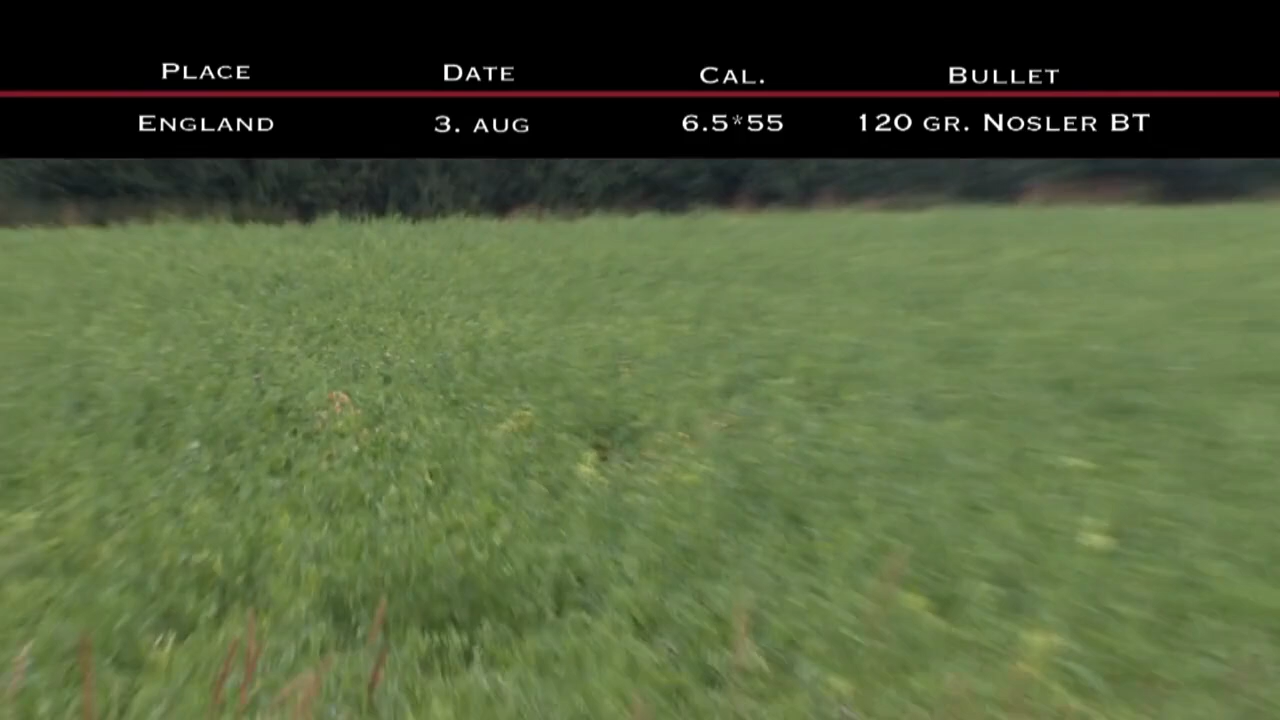 PLACE DATE CAL. BULLET
ENGLAND 3. AUG 6.5*55 120 GR. NOSLER BT